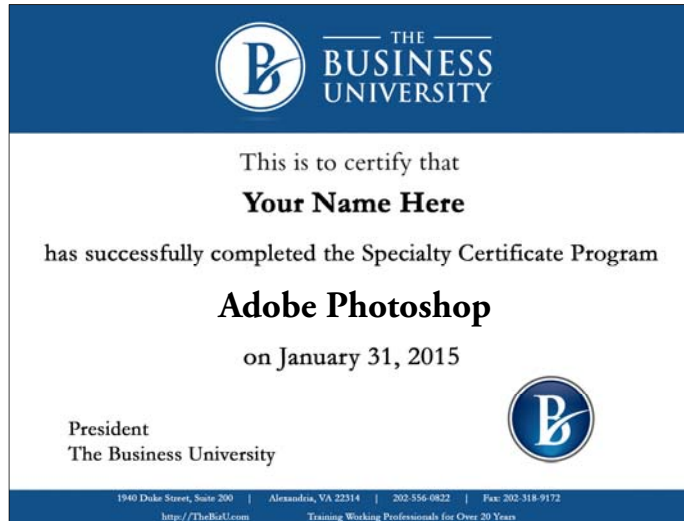 THE
BUSINESS
UNIVERSITY
This is to certify that
Your Name Here
has successfully completed the Specialty Certificate Program
Adobe Photoshop
on January 31, 2015
President
The Business University
1940 Duke Street, Suite 200 | Alexandria, VA 22314 | 202-556-0822 | Fax: 202-318-9172
http://TheBizU.com Training Working Professionals for Over 20 Years